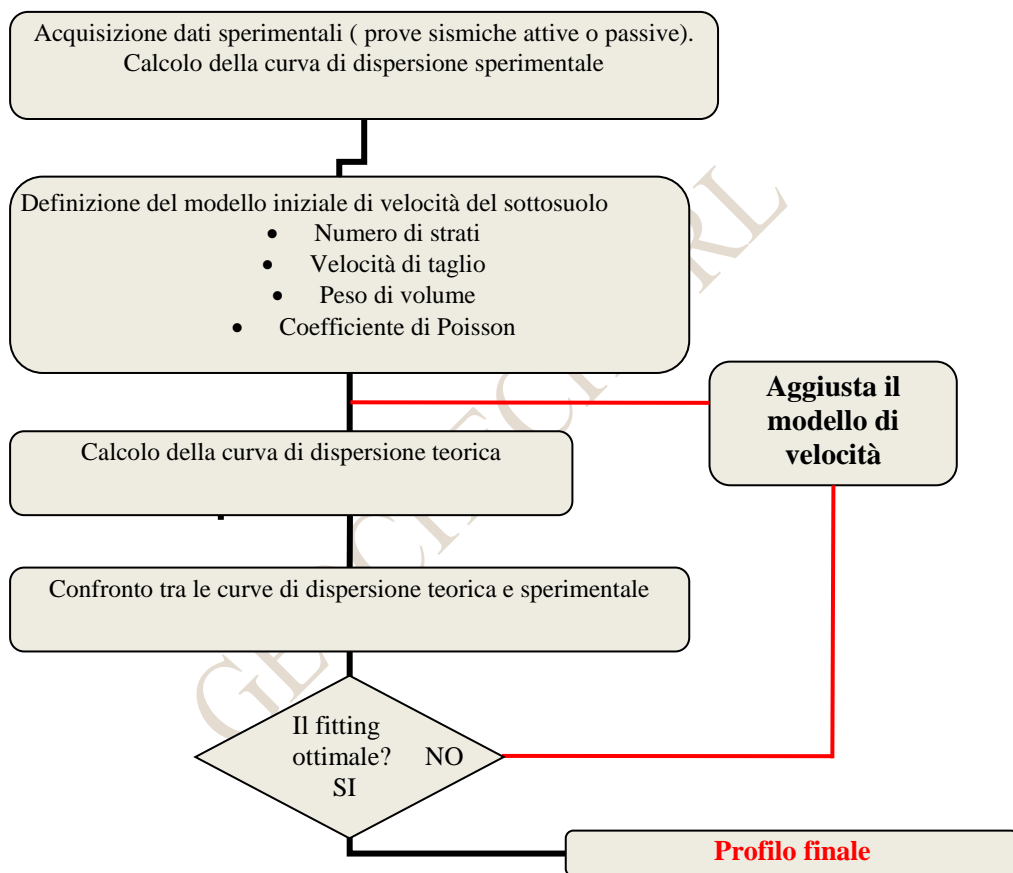 Acquisizione dati sperimentali ( prove sismiche attive o passive).
Calcolo della curva di dispersione sperimentale
Definizione del modello iniziale di velocità del sottosuolo
• Numero di strati
• Velocità di taglio
• Peso di volume
• Coefficiente di Poisson
Aggiusta il
modello di
velocità
Calcolo della curva di dispersione teorica
Confronto tra le curve di dispersione teorica e sperimentale
Il fitting
ottimale? NO
SI
Profilo finale